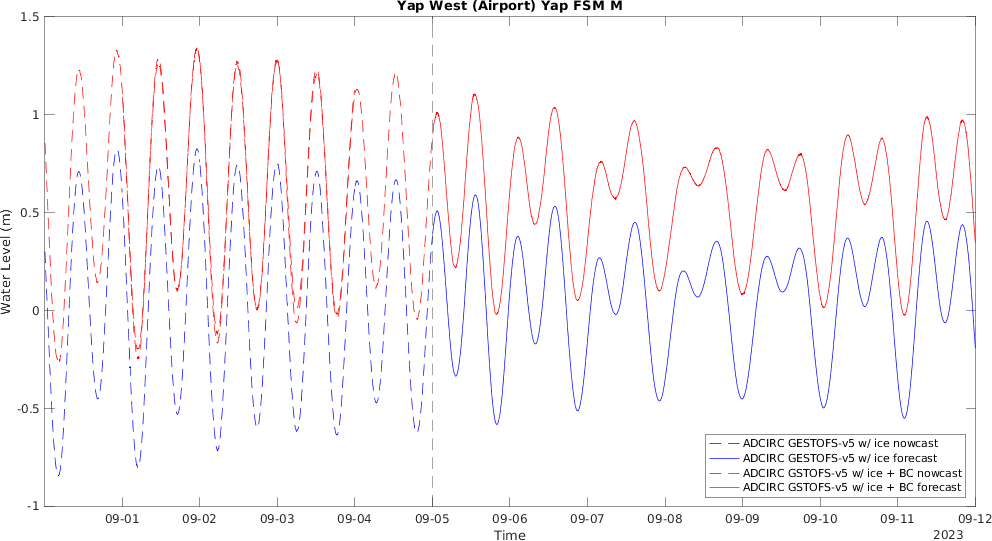 Yap West (Airport) Yap FSM M
1.5
1
0.5
0
-0.5
-1
Water Level (m)
ADCIRC GESTOFS-v5 w/ ice nowcast
ADCIRC GESTOFS-v5 w/ ice forecast
ADCIRC GSTOFS-v5 w/ ice + BC nowcast
ADCIRC GSTOFS-v5 w/ ice + BC forecast
09-01 09-02 09-03 09-04 09-05 09-06 09-07 09-08 09-09 09-10 09-11 09-12
Time
2023